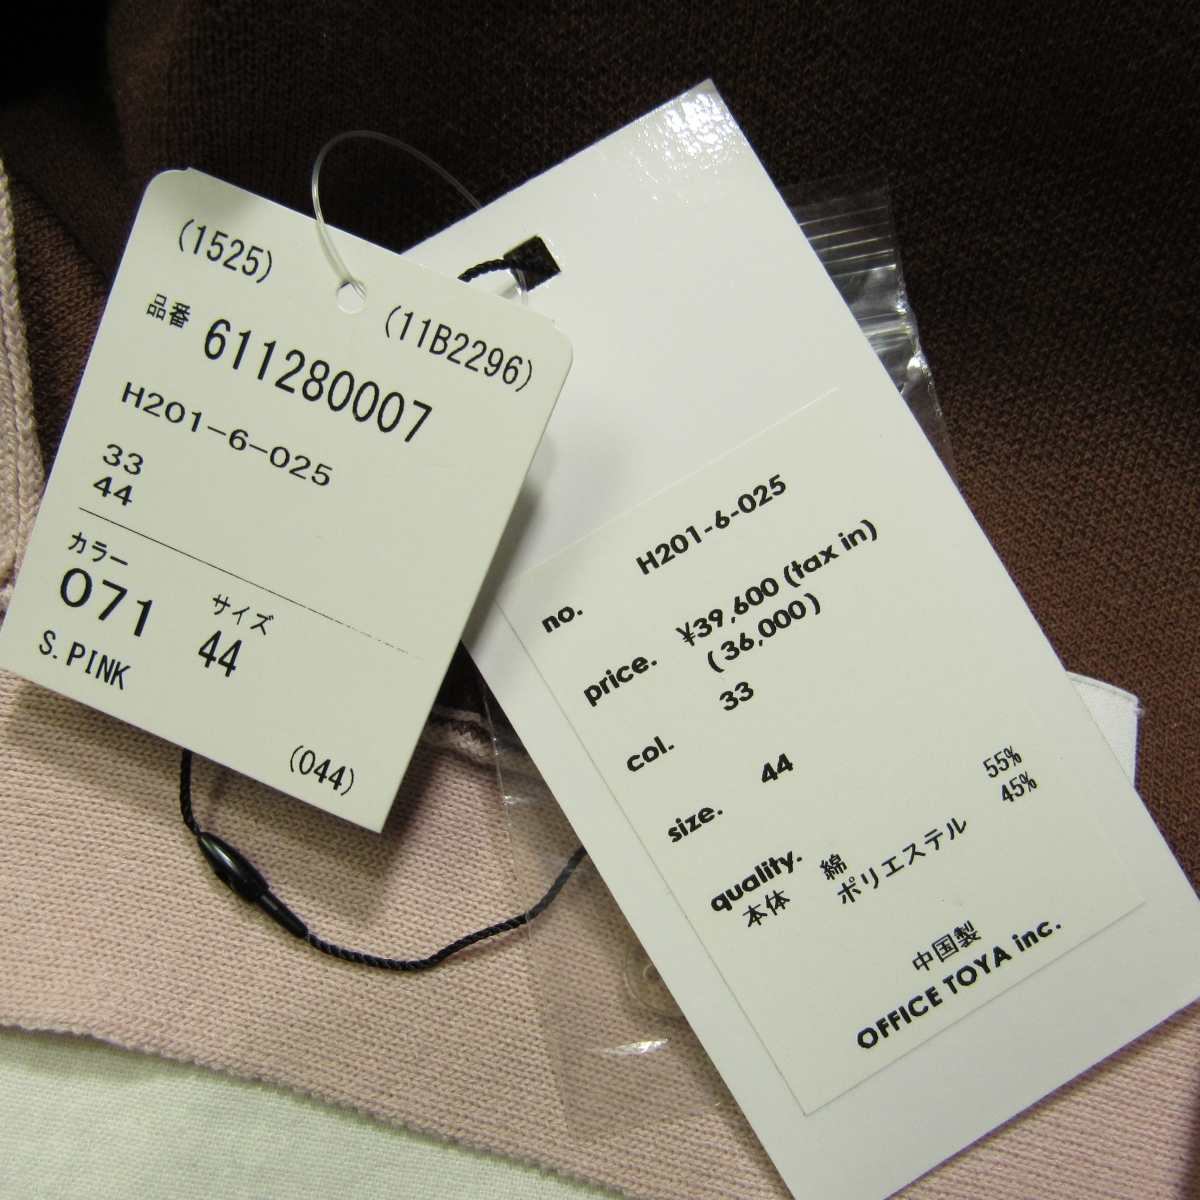 (1525)
(11B2296)
品番 611280007
H201-6-025
33
44
カラー サイズ
071 44
S.PINK
(044)
no. H201-6-025
price. ¥39,600 (tax in)
(36,000)
col. 33
size. 44
quality.
本体 綿 55%
ポリエステル 45%
中国製
OFFICE TOYA inc.